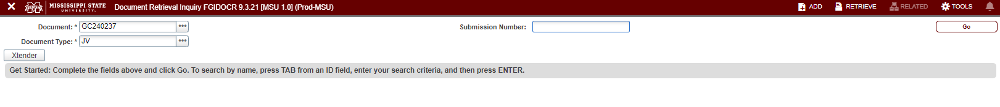 MISSISSIPPI STATE
UNIVERSITY™
Document Retrieval Inquiry FGIDOCR 9.3.21 [MSU 1.0] (Prod-MSU)
ADD
RETRIEVE
RELATED
TOOLS
Document: * GC240237
Submission Number:
Go
Document Type: * JV
Xtender
Get Started: Complete the fields above and click Go. To search by name, press TAB from an ID field, enter your search criteria, and then press ENTER.